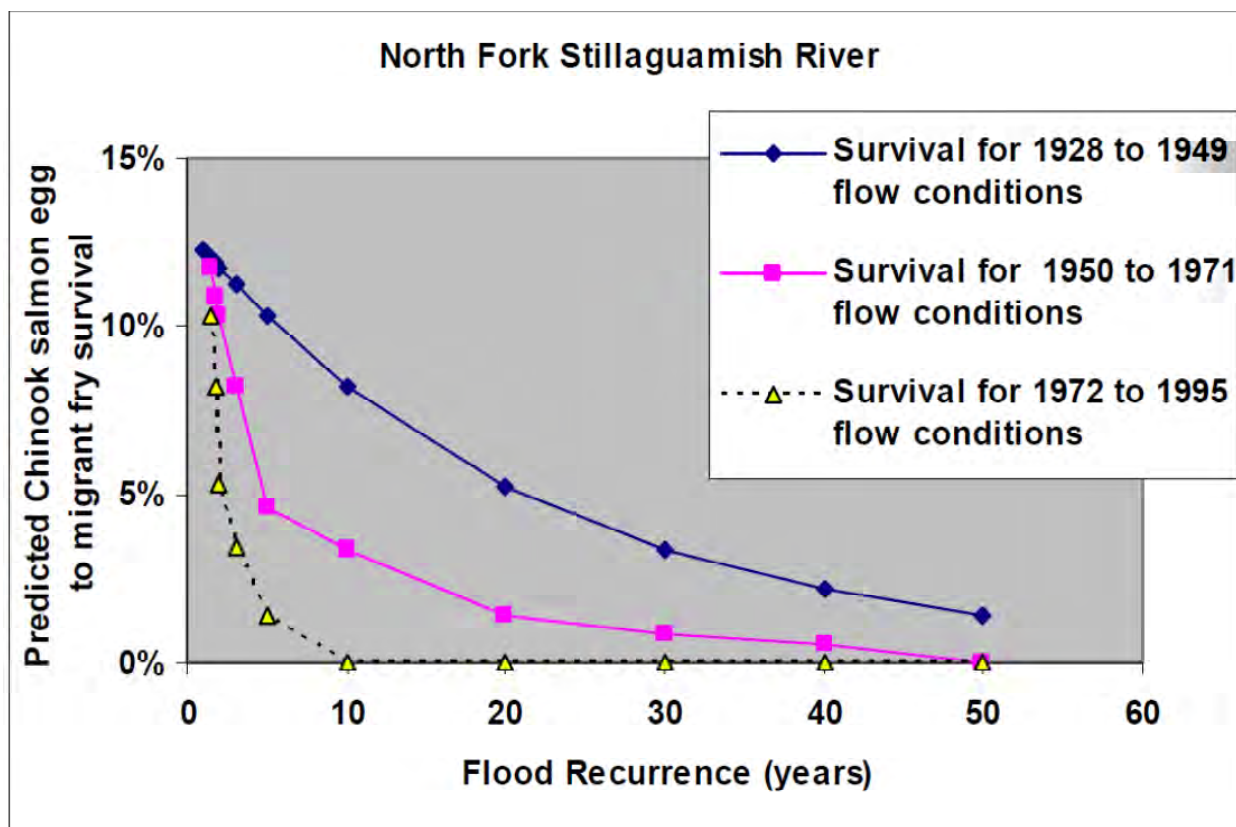 North Fork Stillaguamish River
Survival for 1928 to 1949
flow conditions
Survival for 1950 to 1971
flow conditions
Survival for 1972 to 1995
flow conditions
Predicted Chinook salmon egg
to migrant fry survival
15%
10%
5%
0%
0 10 20 30 40 50 60
Flood Recurrence (years)